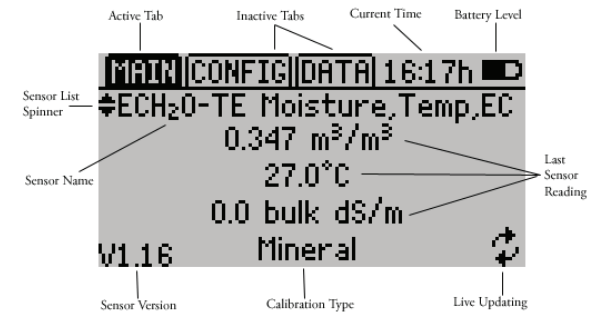 Active Tab Inactive Tabs Current Time Battery Level
MAIN CONFIG DATA 16:17h
Sensor List Spinner
ECH₂O-TE Moisture,Temp,EC
0.347 m³/m³
Sensor Name
27.0°C
Last Sensor Reading
0.0 bulk dS/m
V1.16 Mineral
Sensor Version Calibration Type Live Updating